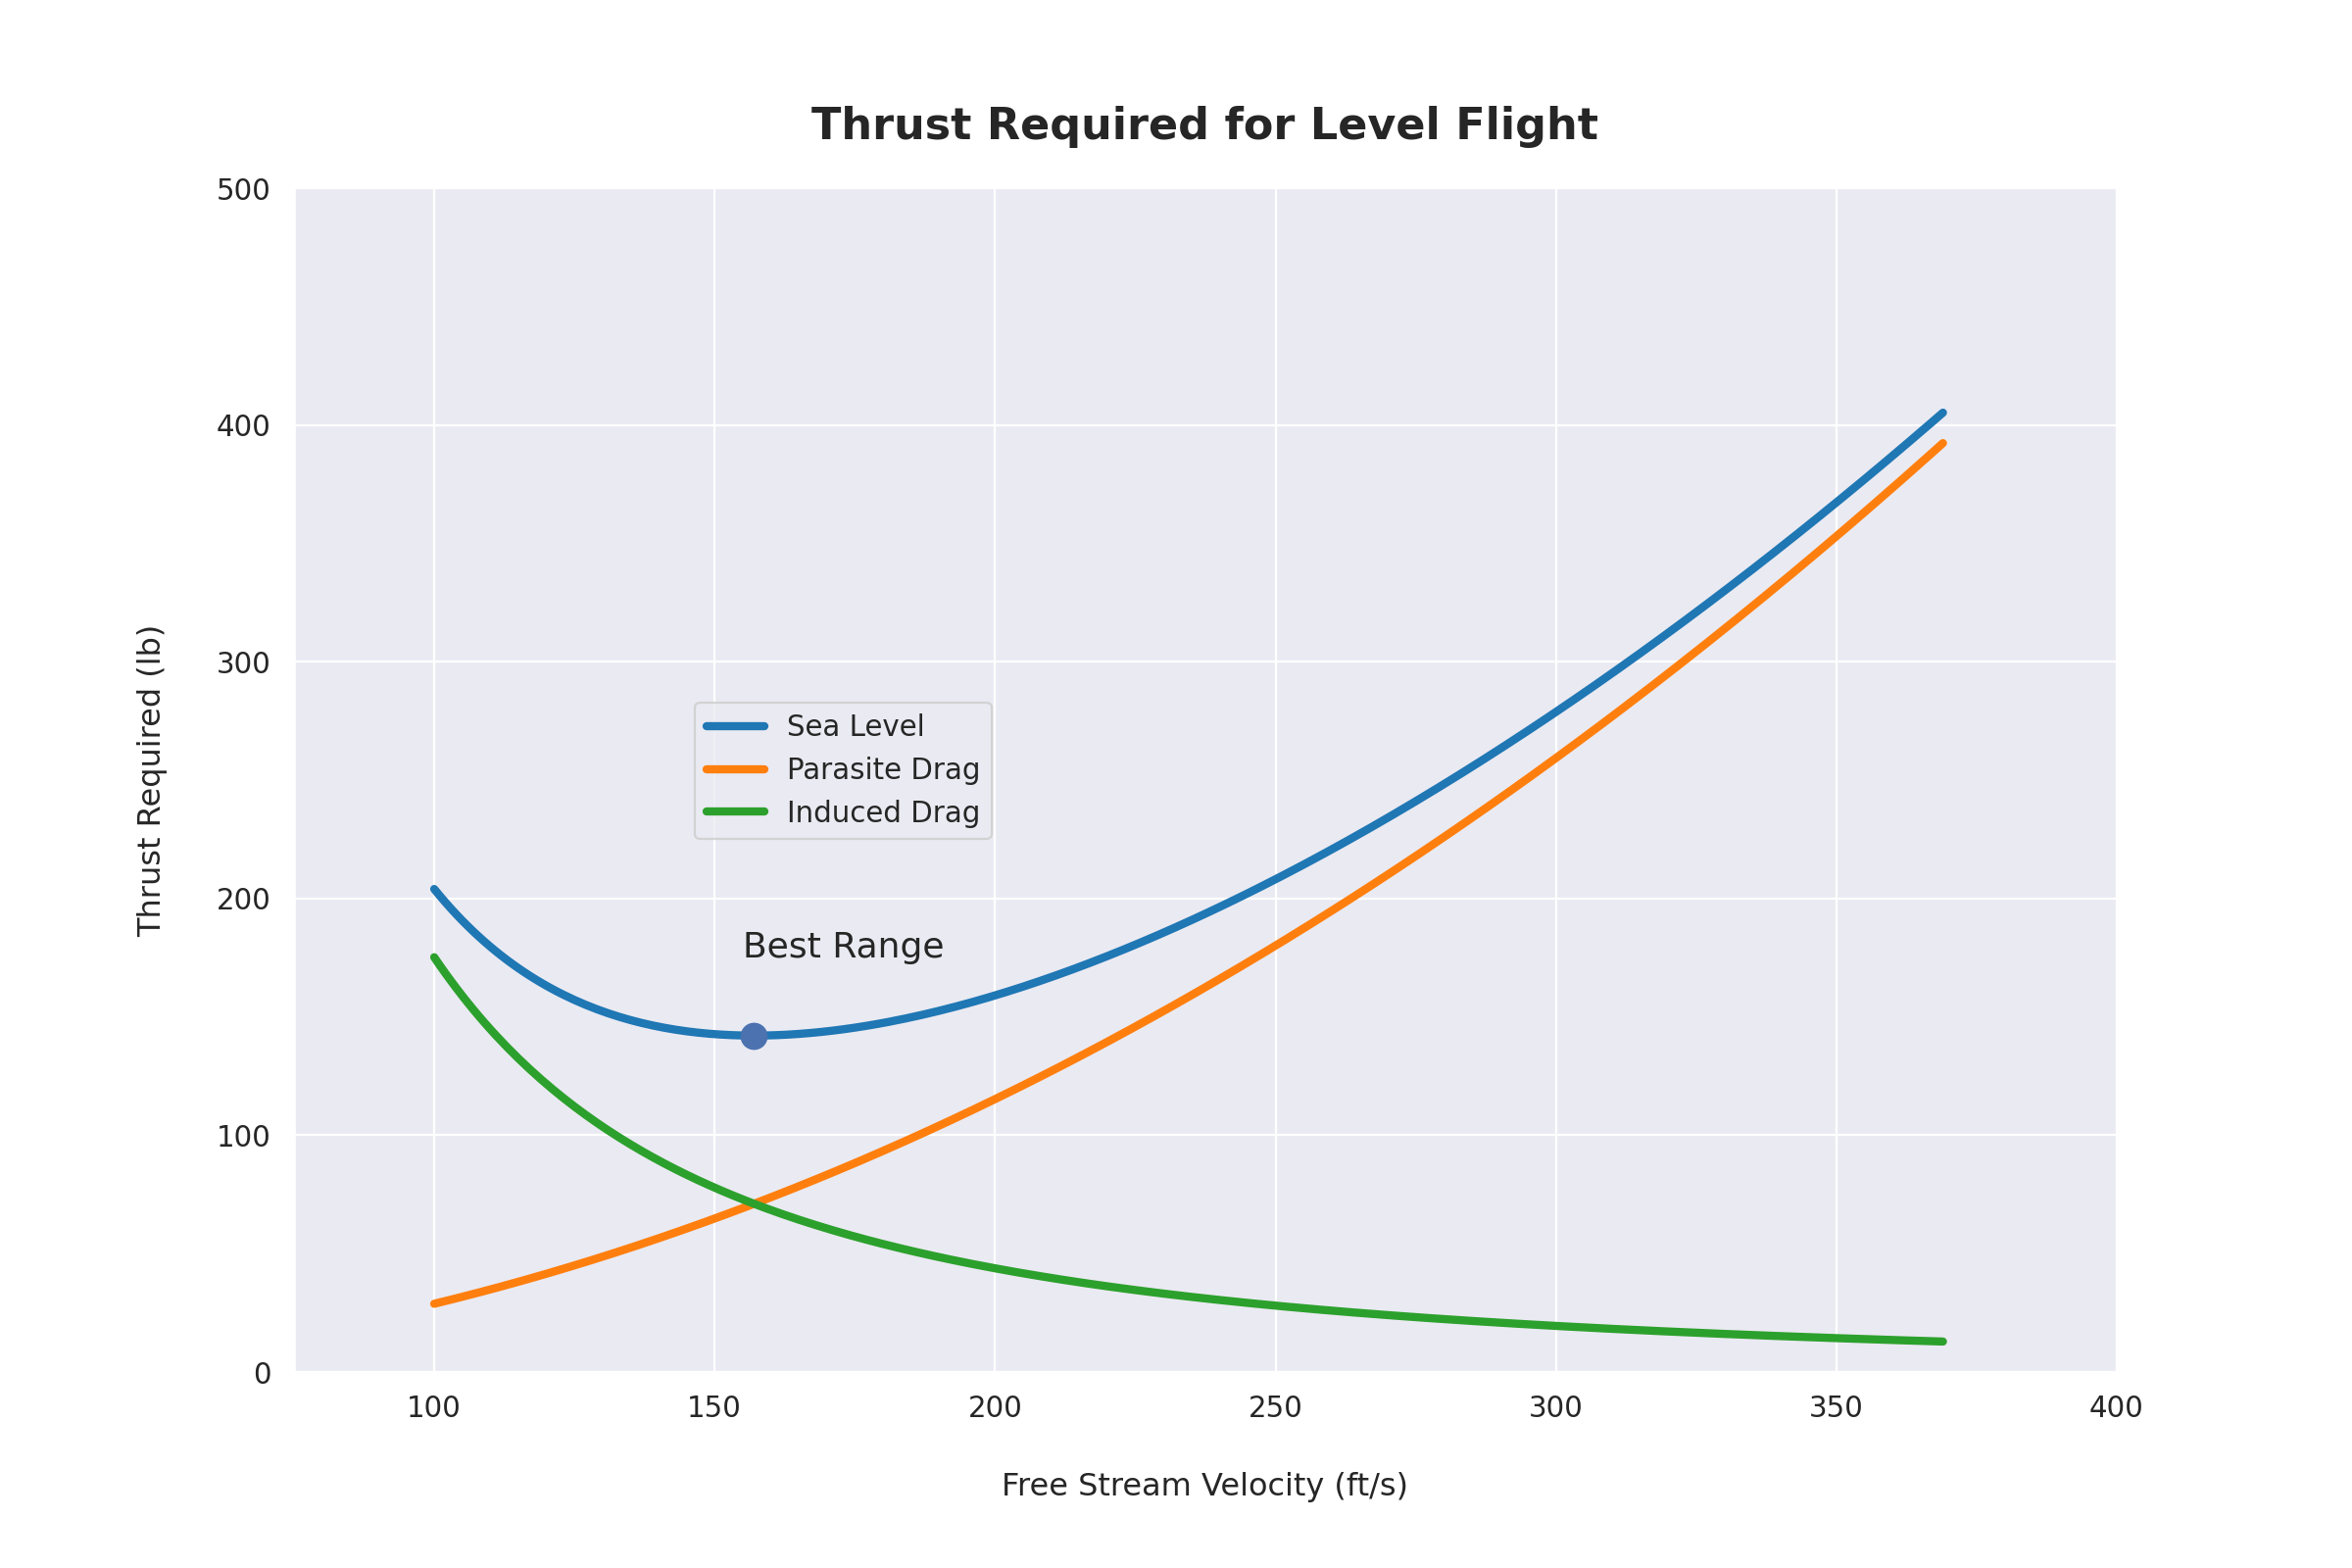 Thrust Required for Level Flight
500
400
300
200
100
0
Thrust Required (lb)
Sea Level
Parasite Drag
Induced Drag
Best Range
100 150 200 250 300 350 400
Free Stream Velocity (ft/s)